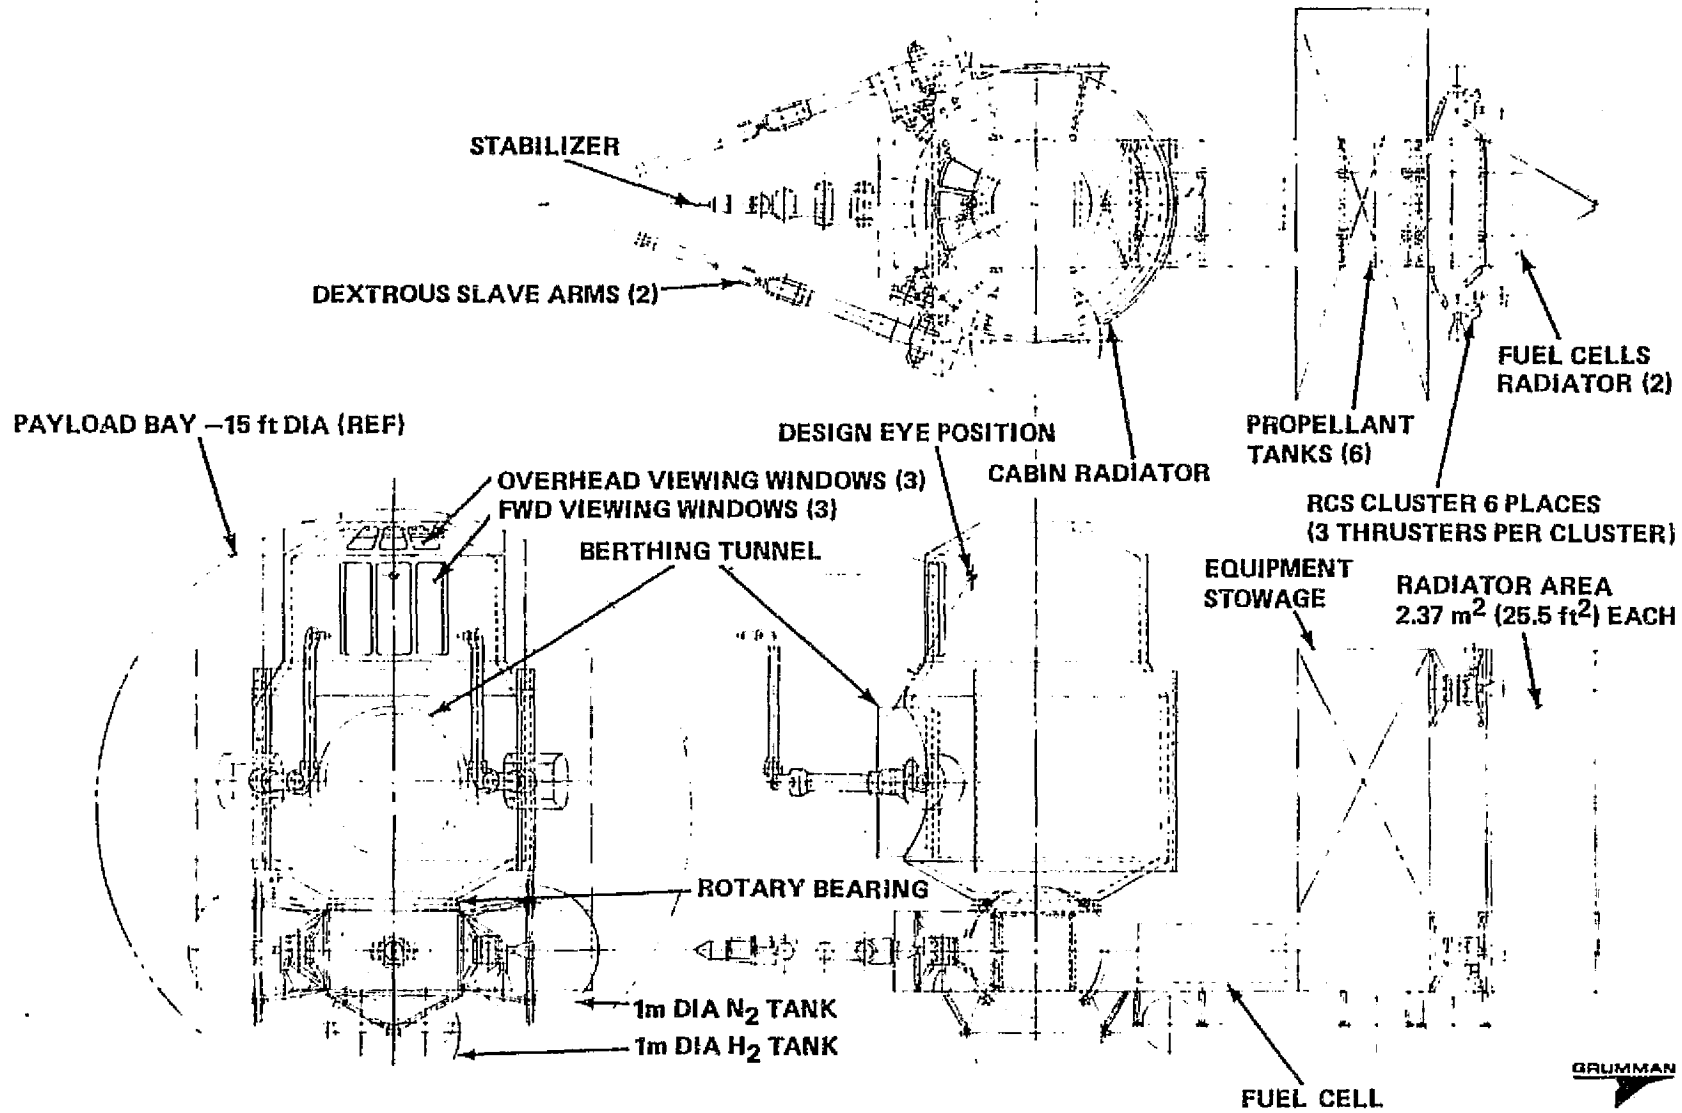 STABILIZER
DEXTROUS SLAVE ARMS (2)
FUEL CELLS
RADIATOR (2)
PROPELLANT
TANKS (6)
PAYLOAD BAY –15 ft DIA (REF)
DESIGN EYE POSITION
CABIN RADIATOR
OVERHEAD VIEWING WINDOWS (3)
FWD VIEWING WINDOWS (3)
BERTHING TUNNEL
RCS CLUSTER 6 PLACES
(3 THRUSTERS PER CLUSTER)
EQUIPMENT
STOWAGE
RADIATOR AREA
2.37 m² (25.5 ft²) EACH
ROTARY BEARING
1m DIA N₂ TANK
1m DIA H₂ TANK
FUEL CELL
GRUMMAN